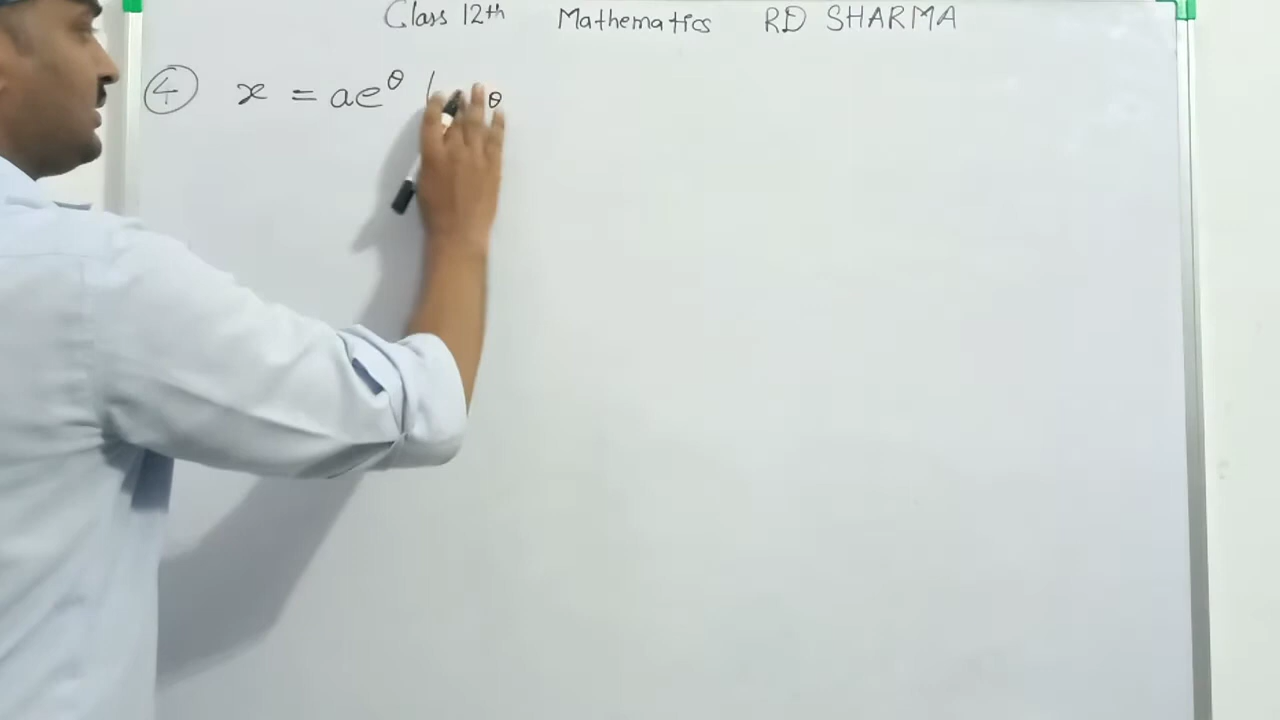 Class 12th Mathematics RD SHARMA
④ x = ae^θ ( θ